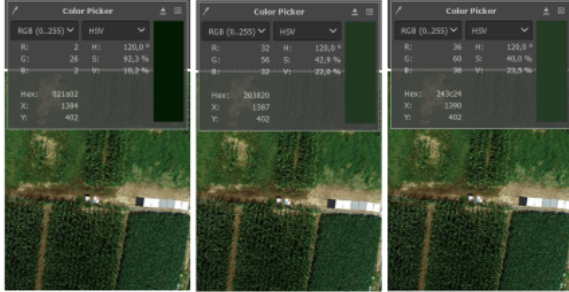 Color Picker
RGB (0..255) HSV
R: 2 H: 120,0 °
G: 26 S: 92,3 %
B: 2 V: 10,2 %
Hex: 021a02
X: 1384
Y: 402
Color Picker
RGB (0..255) HSV
R: 32 H: 120,0 °
G: 56 S: 42,9 %
B: 32 V: 22,0 %
Hex: 203820
X: 1387
Y: 402
Color Picker
RGB (0..255) HSV
R: 36 H: 120,0 °
G: 60 S: 40,0 %
B: 36 V: 23,5 %
Hex: 243c24
X: 1390
Y: 402